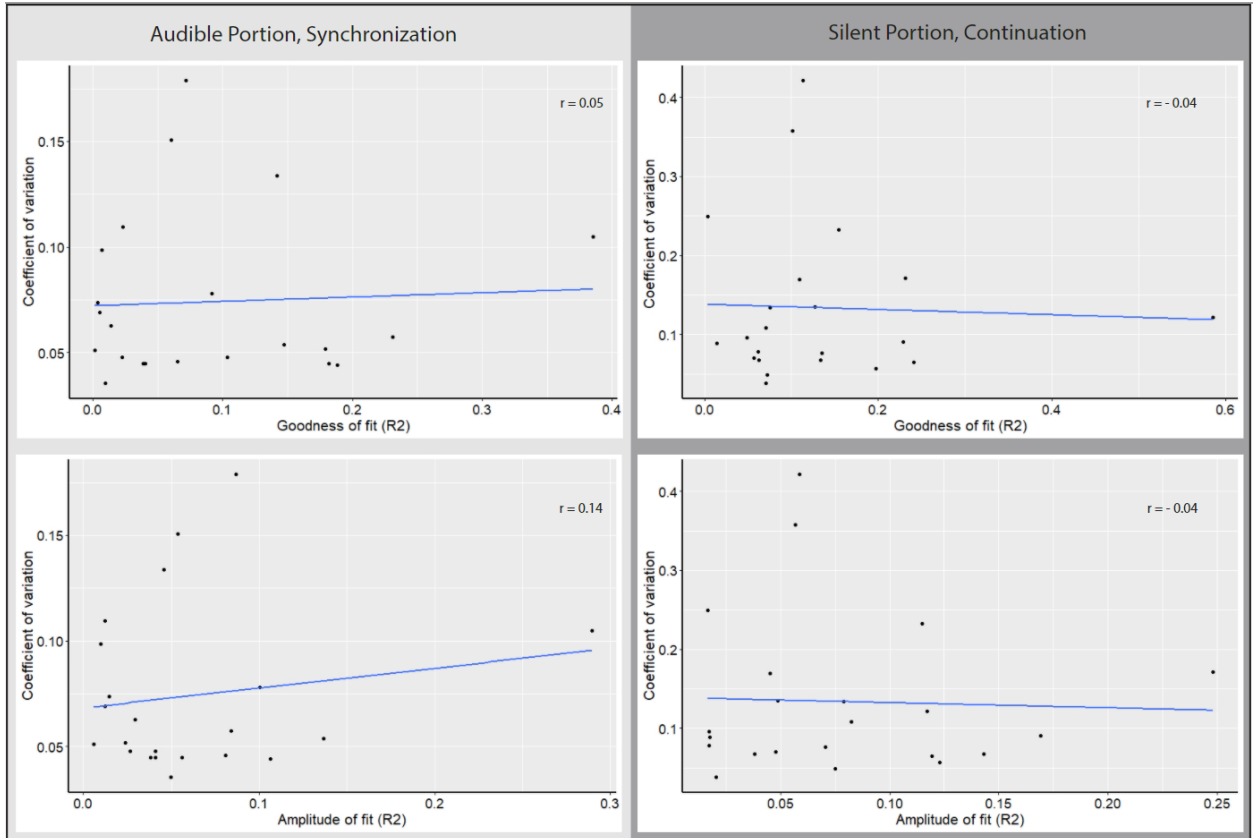 Audible Portion, Synchronization
Silent Portion, Continuation
r = 0.05
0.15
0.10
0.05
Coefficient of variation
0.0 0.1 0.2 0.3 0.4
Goodness of fit (R2)
r = - 0.04
0.4
0.3
0.2
0.1
Coefficient of variation
0.0 0.2 0.4 0.6
Goodness of fit (R2)
r = 0.14
0.15
0.10
0.05
Coefficient of variation
0.0 0.1 0.2 0.3
Amplitude of fit (R2)
r = - 0.04
0.4
0.3
0.2
0.1
Coefficient of variation
0.05 0.10 0.15 0.20 0.25
Amplitude of fit (R2)